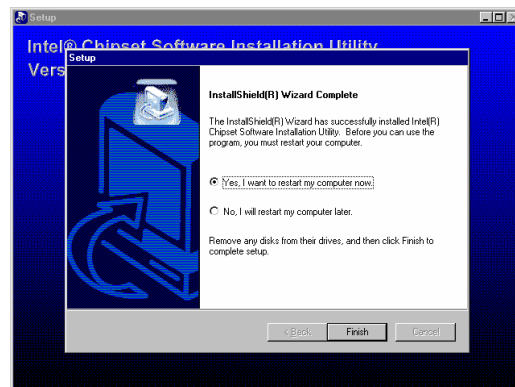 Setup
Intel® Chipset Software Installation Utility
Vers
Setup
InstallShield(R) Wizard Complete
The InstallShield(R) Wizard has successfully installed Intel(R)
Chipset Software Installation Utility. Before you can use the
program, you must restart your computer.
Yes, I want to restart my computer now.
No, I will restart my computer later.
Remove any disks from their drives, and then click Finish to
complete setup.
< Back
Finish
Cancel